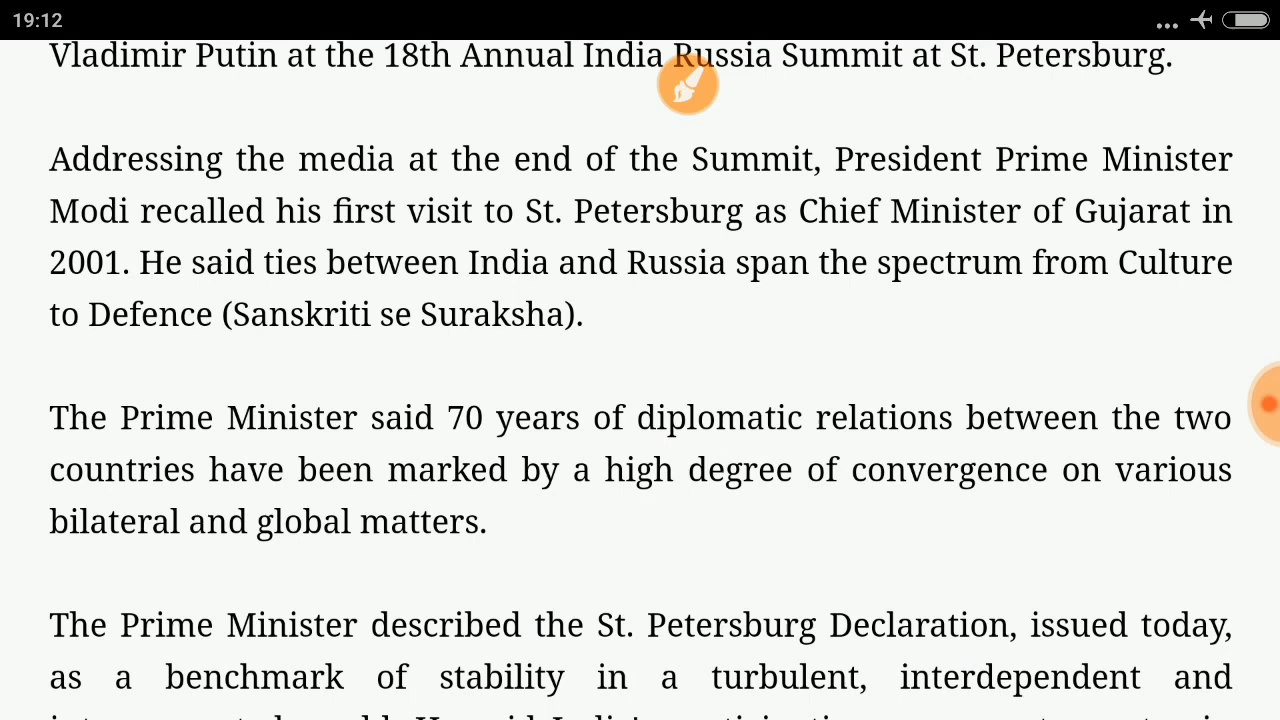 19:12
Vladimir Putin at the 18th Annual India Russia Summit at St. Petersburg.
Addressing the media at the end of the Summit, President Prime Minister
Modi recalled his first visit to St. Petersburg as Chief Minister of Gujarat in
2001. He said ties between India and Russia span the spectrum from Culture
to Defence (Sanskriti se Suraksha).
The Prime Minister said 70 years of diplomatic relations between the two
countries have been marked by a high degree of convergence on various
bilateral and global matters.
The Prime Minister described the St. Petersburg Declaration, issued today,
as a benchmark of stability in a turbulent, interdependent and